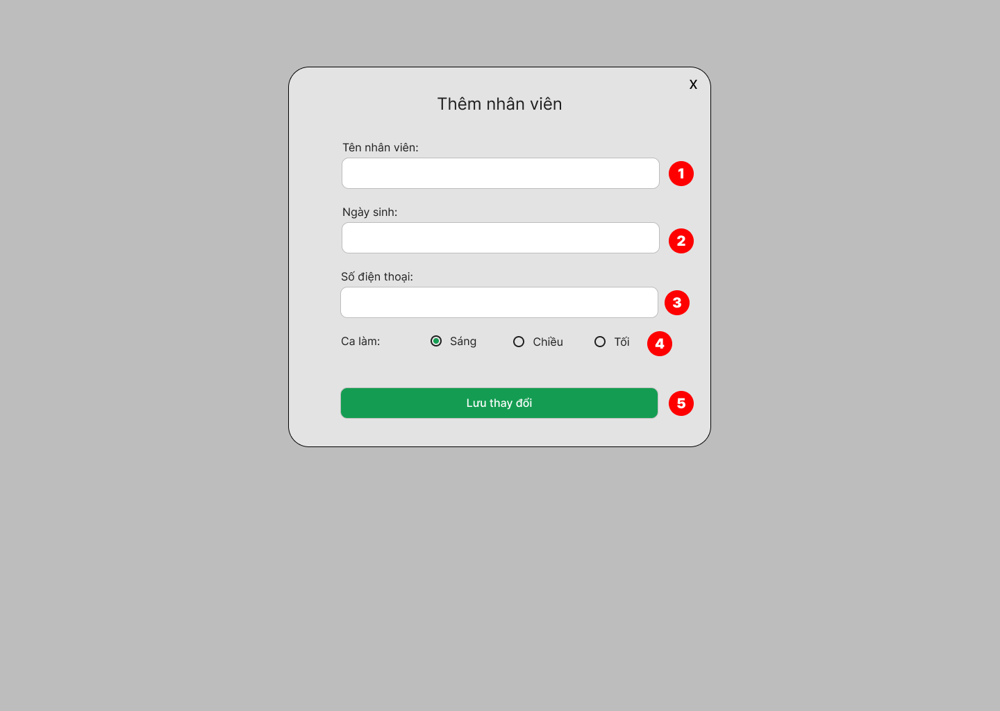 X
Thêm nhân viên
Tên nhân viên:
1
Ngày sinh:
2
Số điện thoại:
3
Ca làm: Sáng Chiều Tối 4
Lưu thay đổi 5